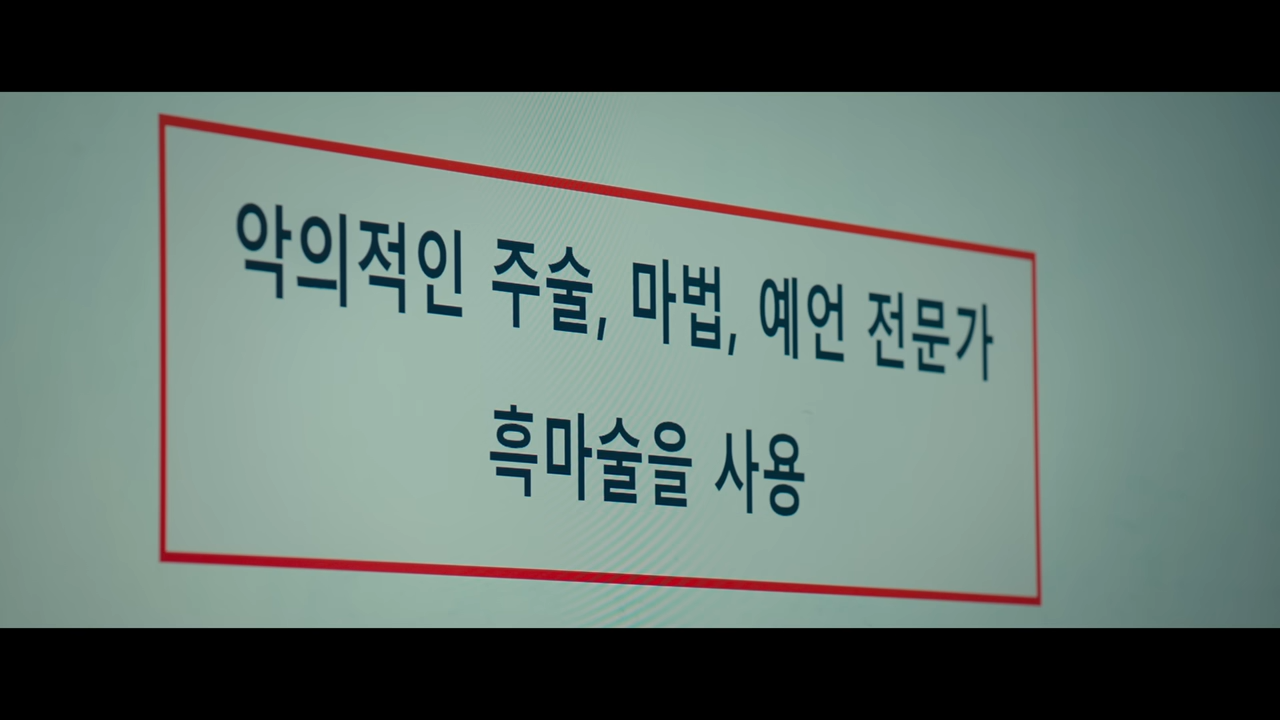 악의적인 주술, 마법, 예언 전문가
흑마술을 사용